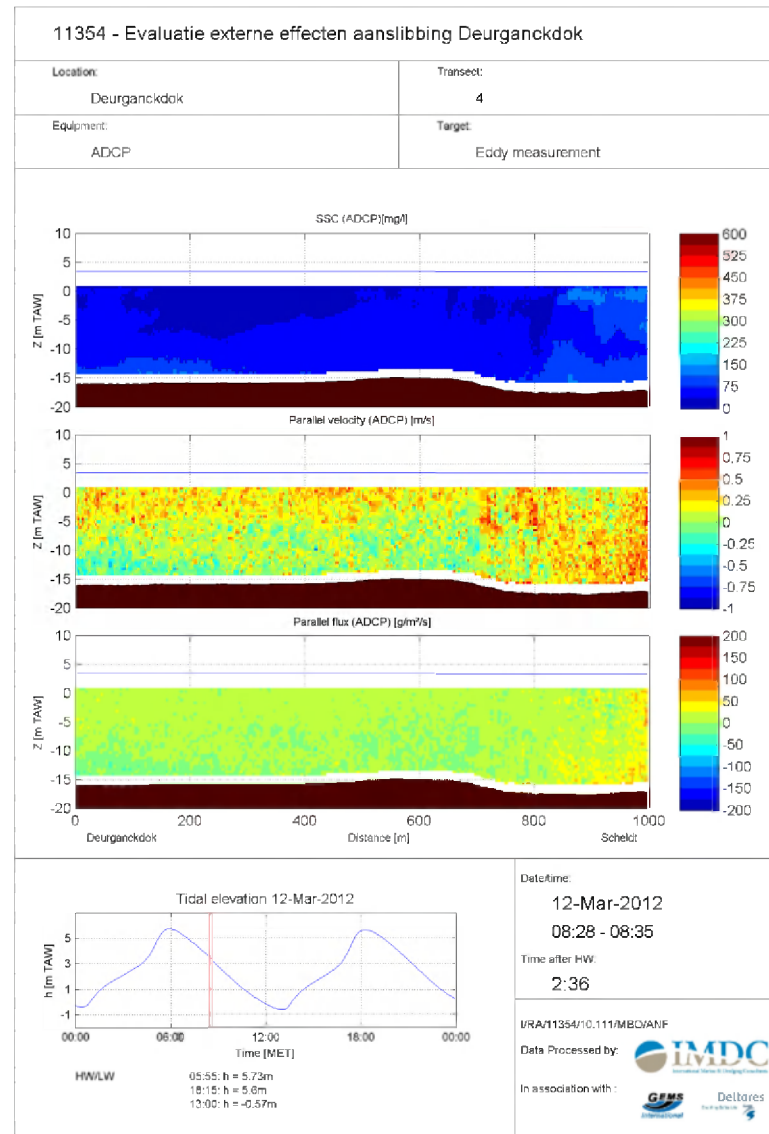 11354 - Evaluatie externe effecten aanslibbing Deurganckdok
Location:
Deurganckdok
Transect:
4
Equipment:
ADCP
Target:
Eddy measurement
SSC (ADCP)[mg/l]
10
5
0
-5
-10
-15
-20
Z [m TAW]
600
525
450
375
300
225
150
75
0
Parallel velocity (ADCP) [m/s]
10
5
0
-5
-10
-15
-20
Z [m TAW]
1
0.75
0.5
0.25
0
-0.25
-0.5
-0.75
-1
Parallel flux (ADCP) [g/m²/s]
10
5
0
-5
-10
-15
-20
Z [m TAW]
200
150
100
50
0
-50
-100
-150
-200
0 200 400 600 800 1000
Deurganckdok Distance [m] Scheldt
Tidal elevation 12-Mar-2012
h [m TAW]
5
3
1
-1
00:00 06:00 12:00 18:00 00:00
Time [MET]
HW/LW
05:55: h = 5.73m
18:15: h = 5.6m
13:00: h = -0.57m
Date/time:
12-Mar-2012
08:28 - 08:35
Time after HW:
2:36
I/RA/11354/10.111/MBO/ANF
Data Processed by:
IMDC
International Marine & Dredging Consultants
In association with :
GEMS
International
Deltares